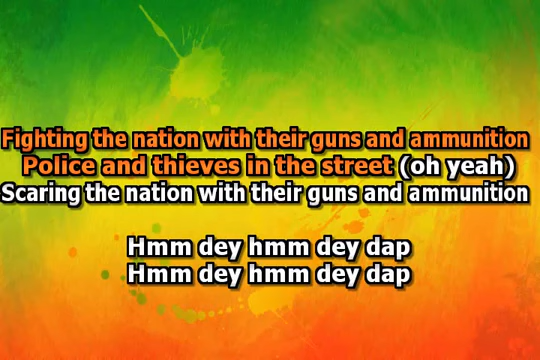 Fighting the nation with their guns and ammunition
Police and thieves in the street (oh yeah)
Scaring the nation with their guns and ammunition
Hmm dey hmm dey dap
Hmm dey hmm dey dap